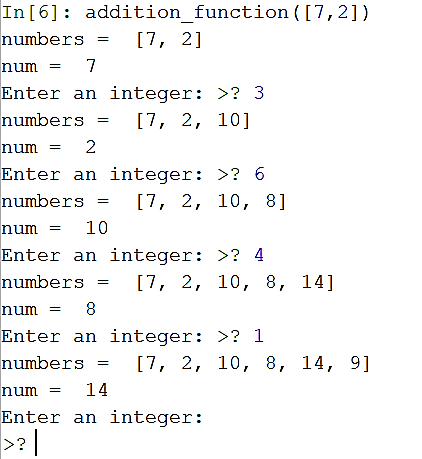 In[6]: addition_function([7,2])
numbers =  [7, 2]
num =  7
Enter an integer: >? 3
numbers =  [7, 2, 10]
num =  2
Enter an integer: >? 6
numbers =  [7, 2, 10, 8]
num =  10
Enter an integer: >? 4
numbers =  [7, 2, 10, 8, 14]
num =  8
Enter an integer: >? 1
numbers =  [7, 2, 10, 8, 14, 9]
num =  14
Enter an integer:
>?